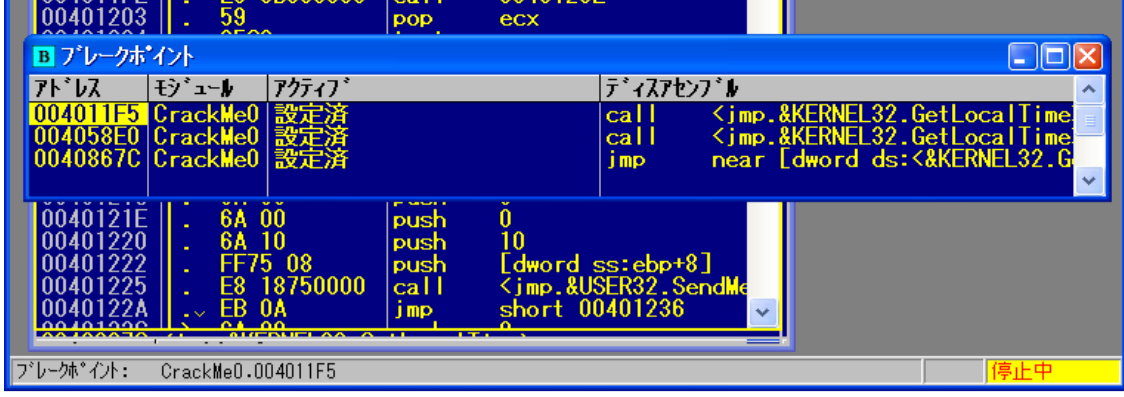 00401203 . 59 pop ecx
B ブレークポイント
アドレス モジュール アクティブ ディスアセンブル
004011F5 CrackMe0 設定済 call <jmp.&KERNEL32.GetLocalTime
004058E0 CrackMe0 設定済 call <jmp.&KERNEL32.GetLocalTime
0040867C CrackMe0 設定済 jmp near [dword ds:<&KERNEL32.G
0040121E . 6A 00 push 0
00401220 . 6A 10 push 10
00401222 . FF75 08 push [dword ss:ebp+8]
00401225 . E8 18750000 call <jmp.&USER32.SendMe
0040122A . EB 0A jmp short 00401236
ブレークポイント: CrackMe0.004011F5 停止中